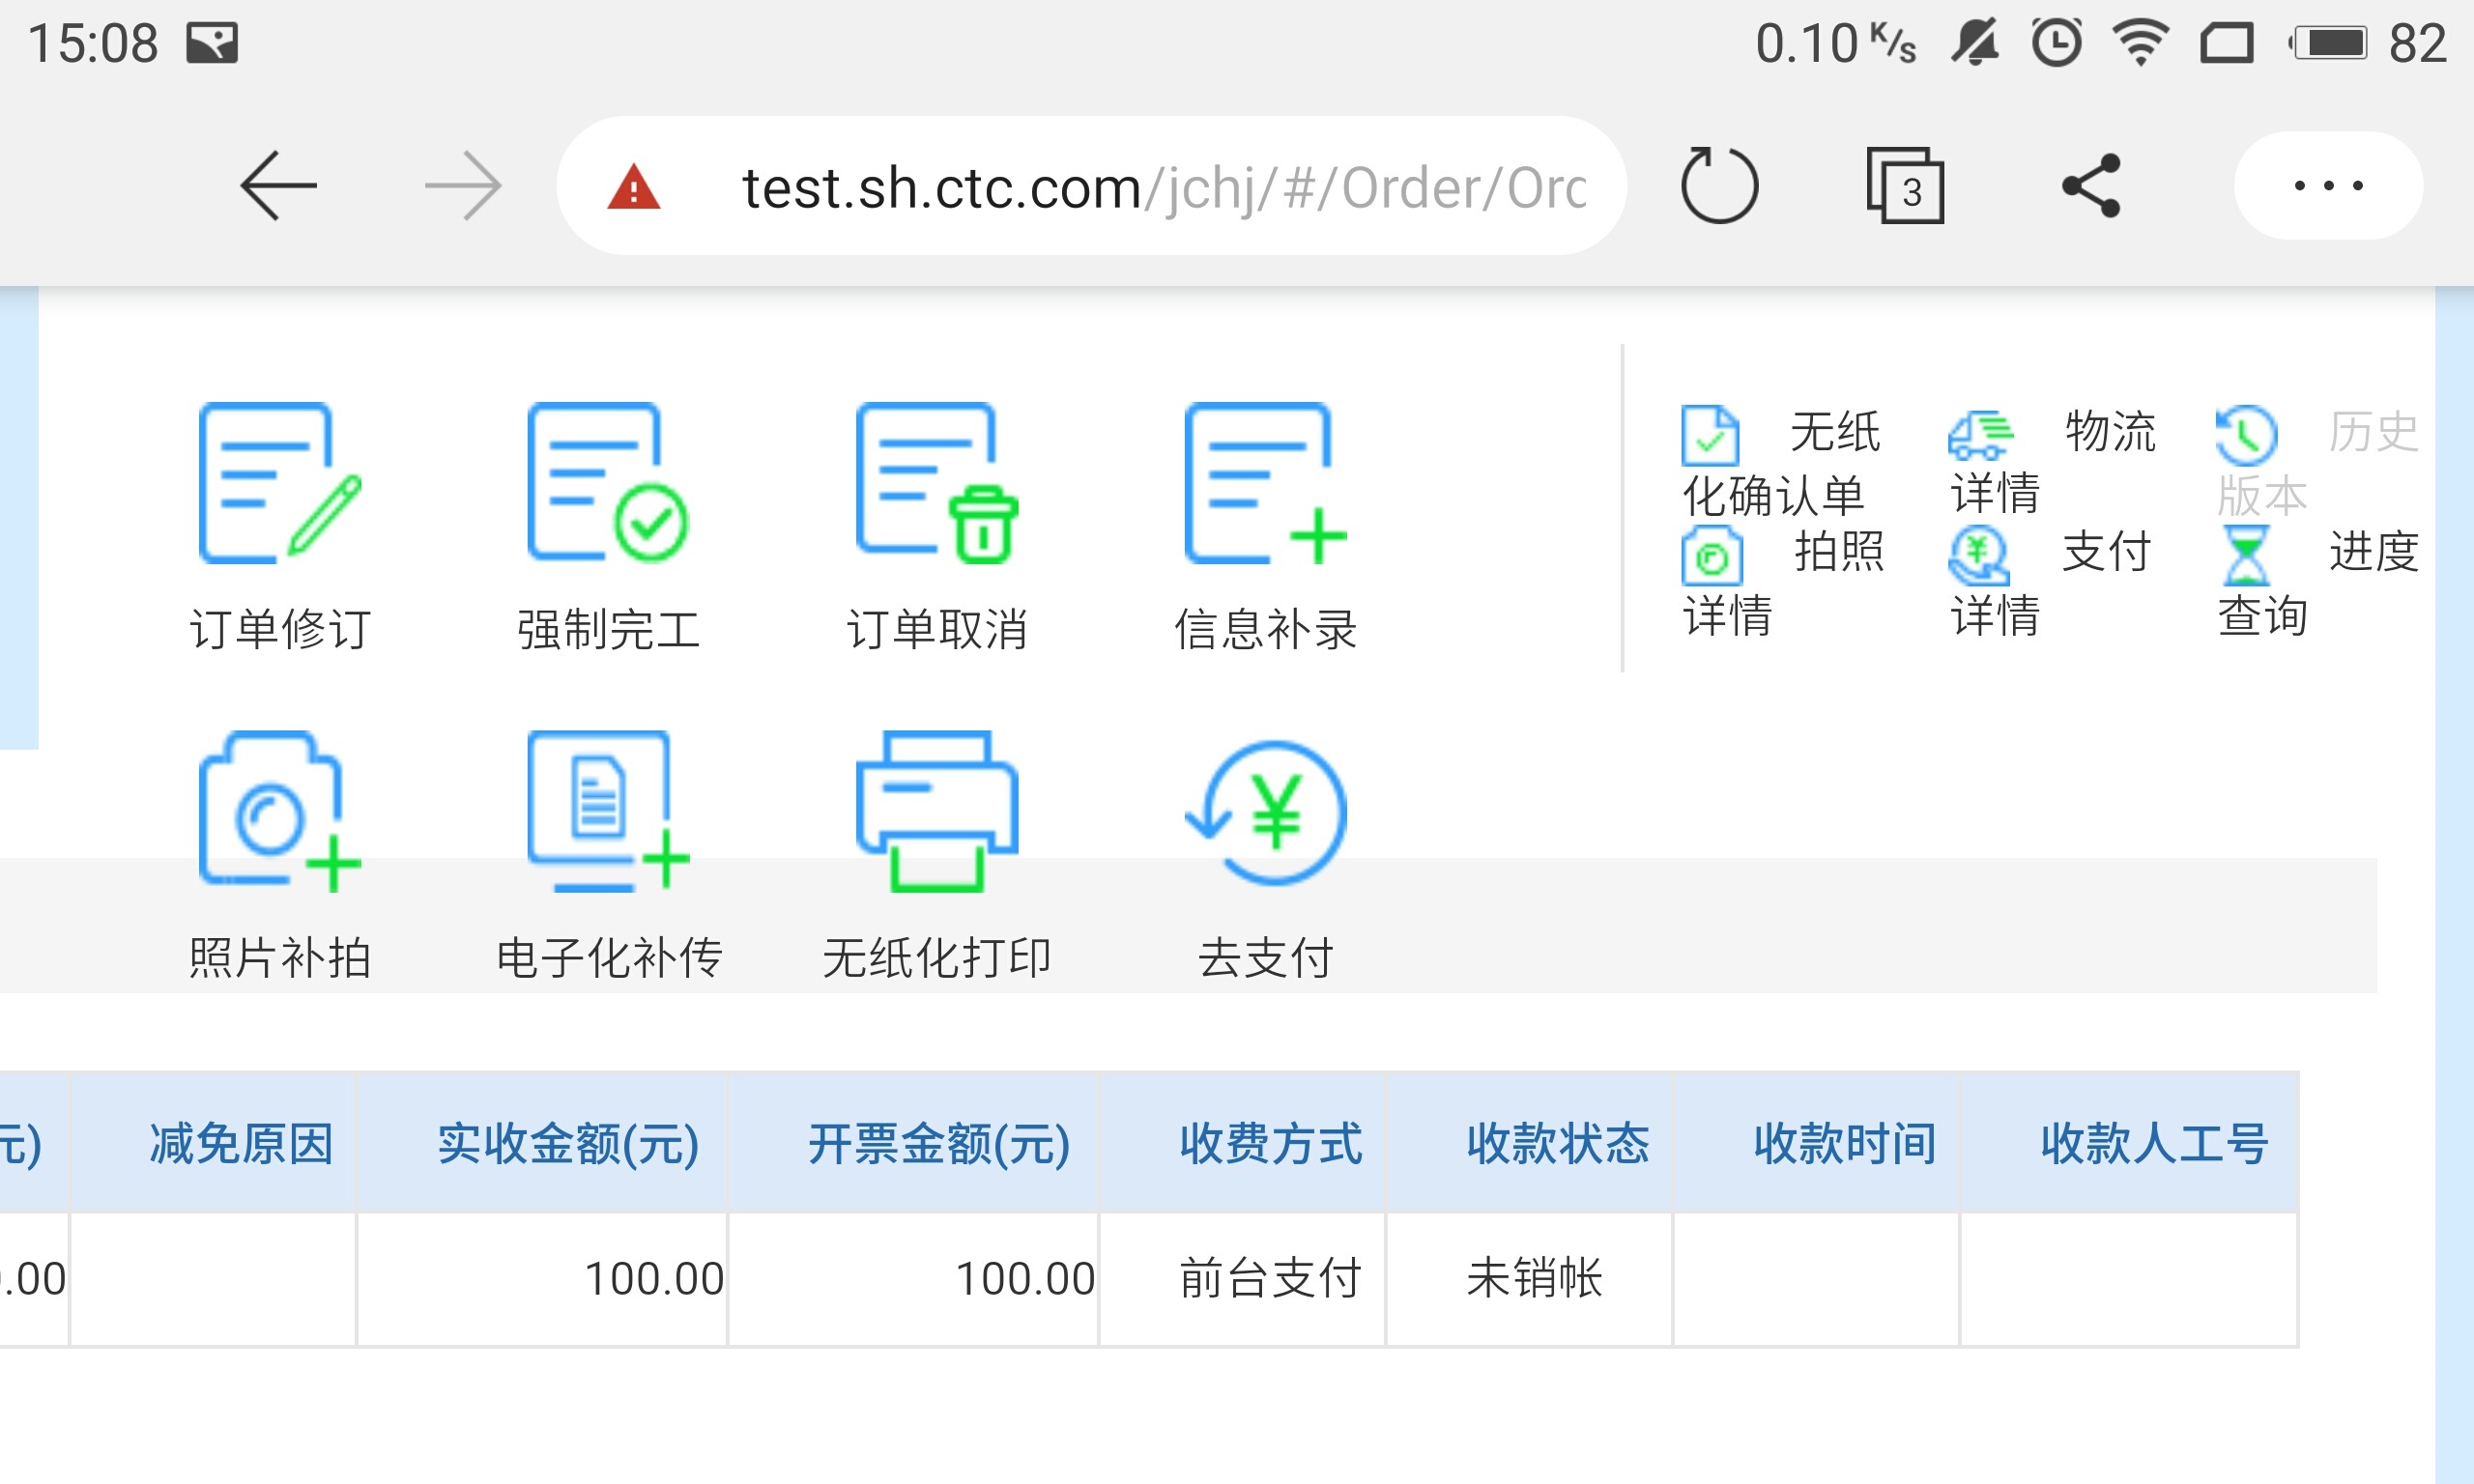 15:08 0.10 K/s 82
test.sh.ctc.com/jchj/#/Order/Orc
3
无纸 物流 历史
化确认单 详情 版本
拍照 支付 进度
详情 详情 查询
订单修订 强制完工 订单取消 信息补录
照片补拍 电子化补传 无纸化打印 去支付
元) 减免原因 实收金额(元) 开票金额(元) 收费方式 收款状态 收款时间 收款人工号
.00 100.00 100.00 前台支付 未销帐